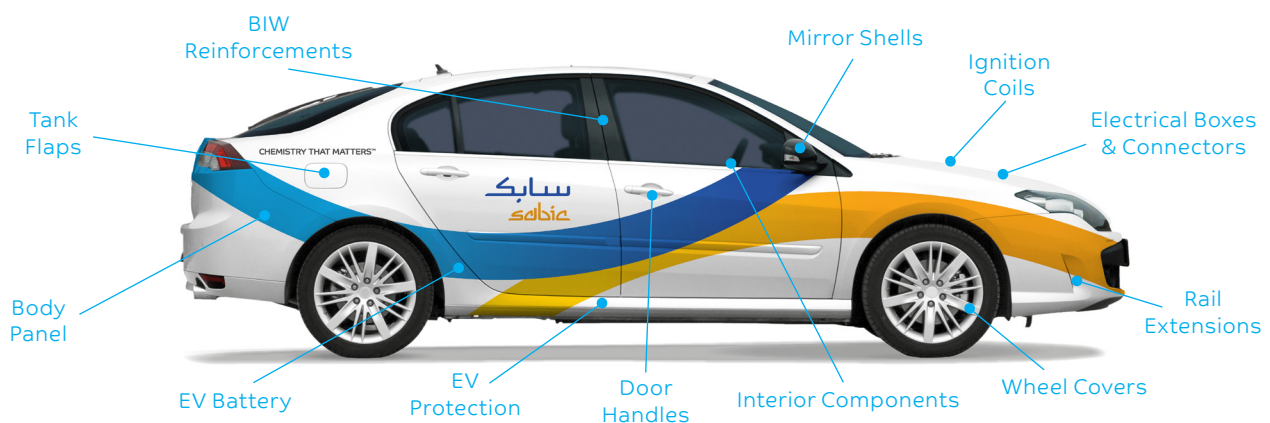 BIW
Reinforcements
Mirror Shells
Ignition
Coils
Tank
Flaps
Electrical Boxes
& Connectors
CHEMISTRY THAT MATTERS™
سابك
sabic
Body
Panel
Rail
Extensions
EV Battery
EV
Protection
Door
Handles
Interior Components
Wheel Covers